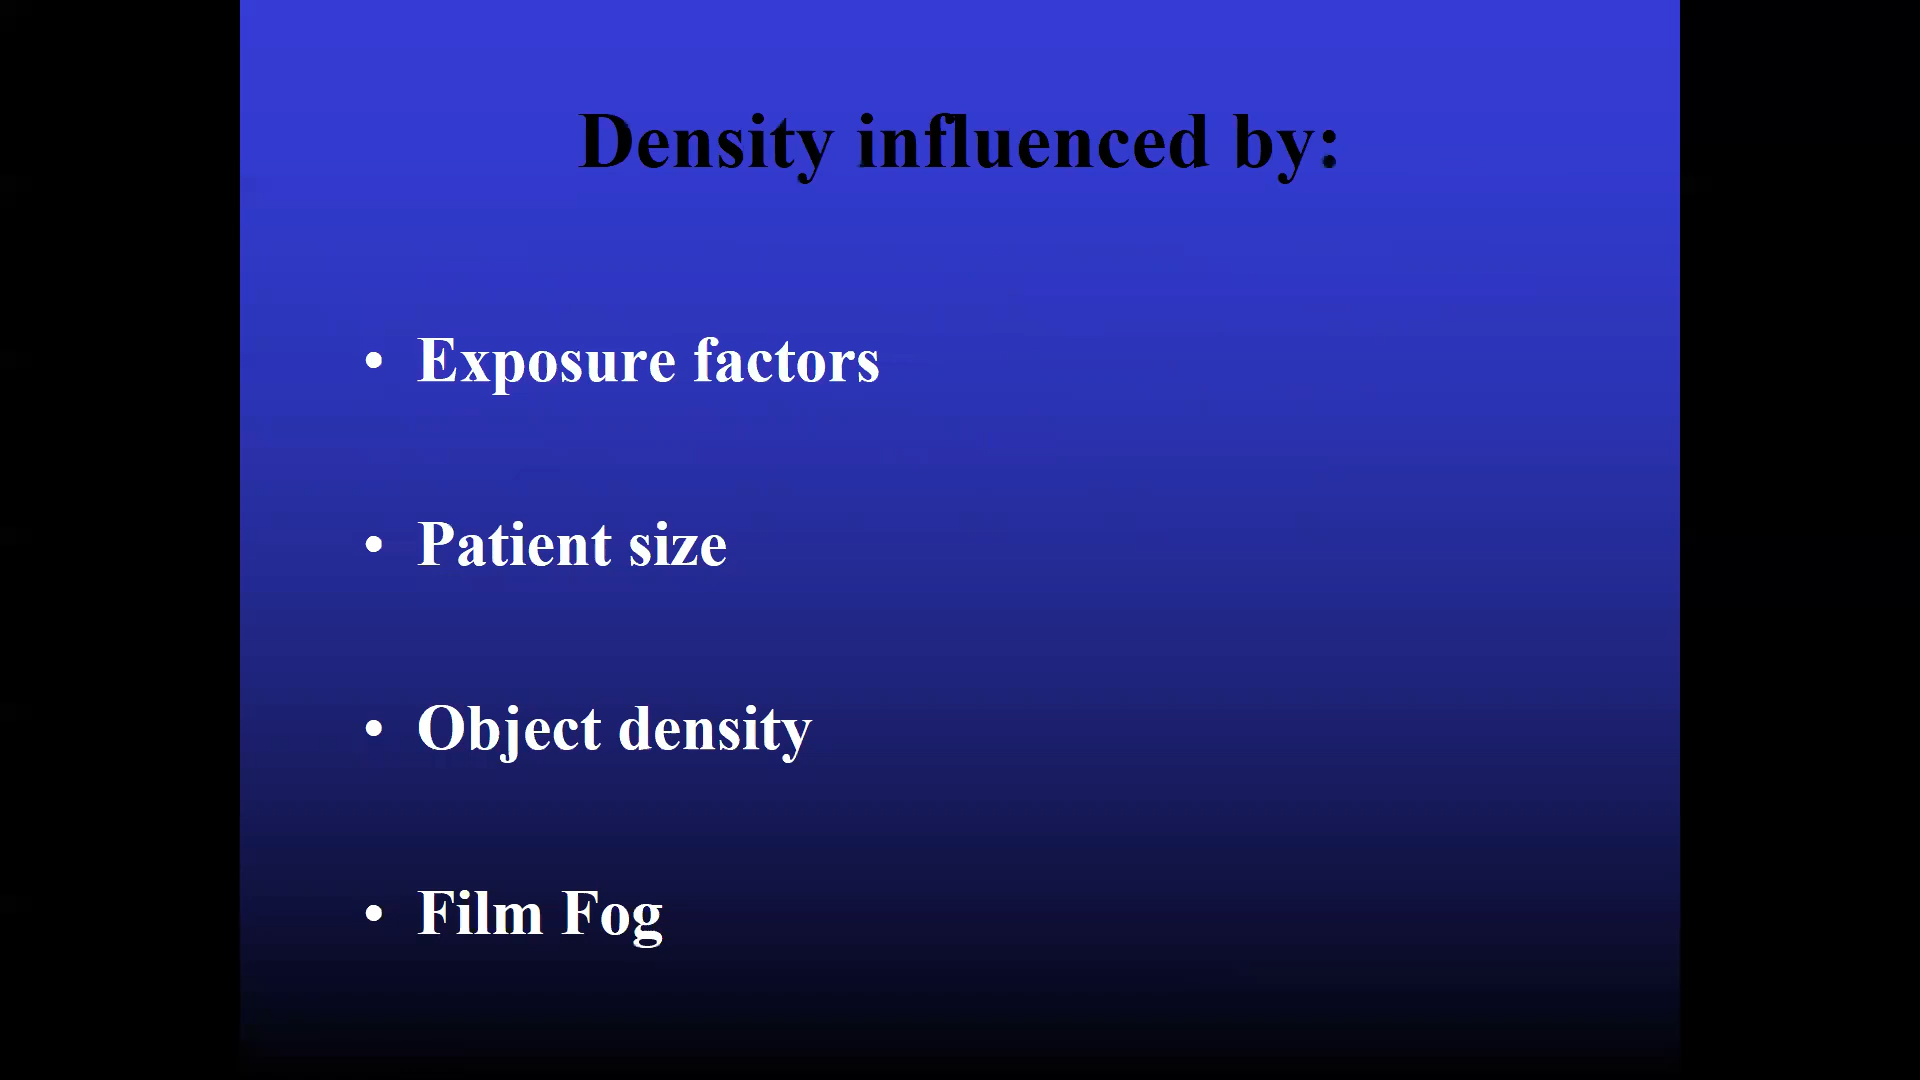 Density influenced by:
• Exposure factors
• Patient size
• Object density
• Film Fog